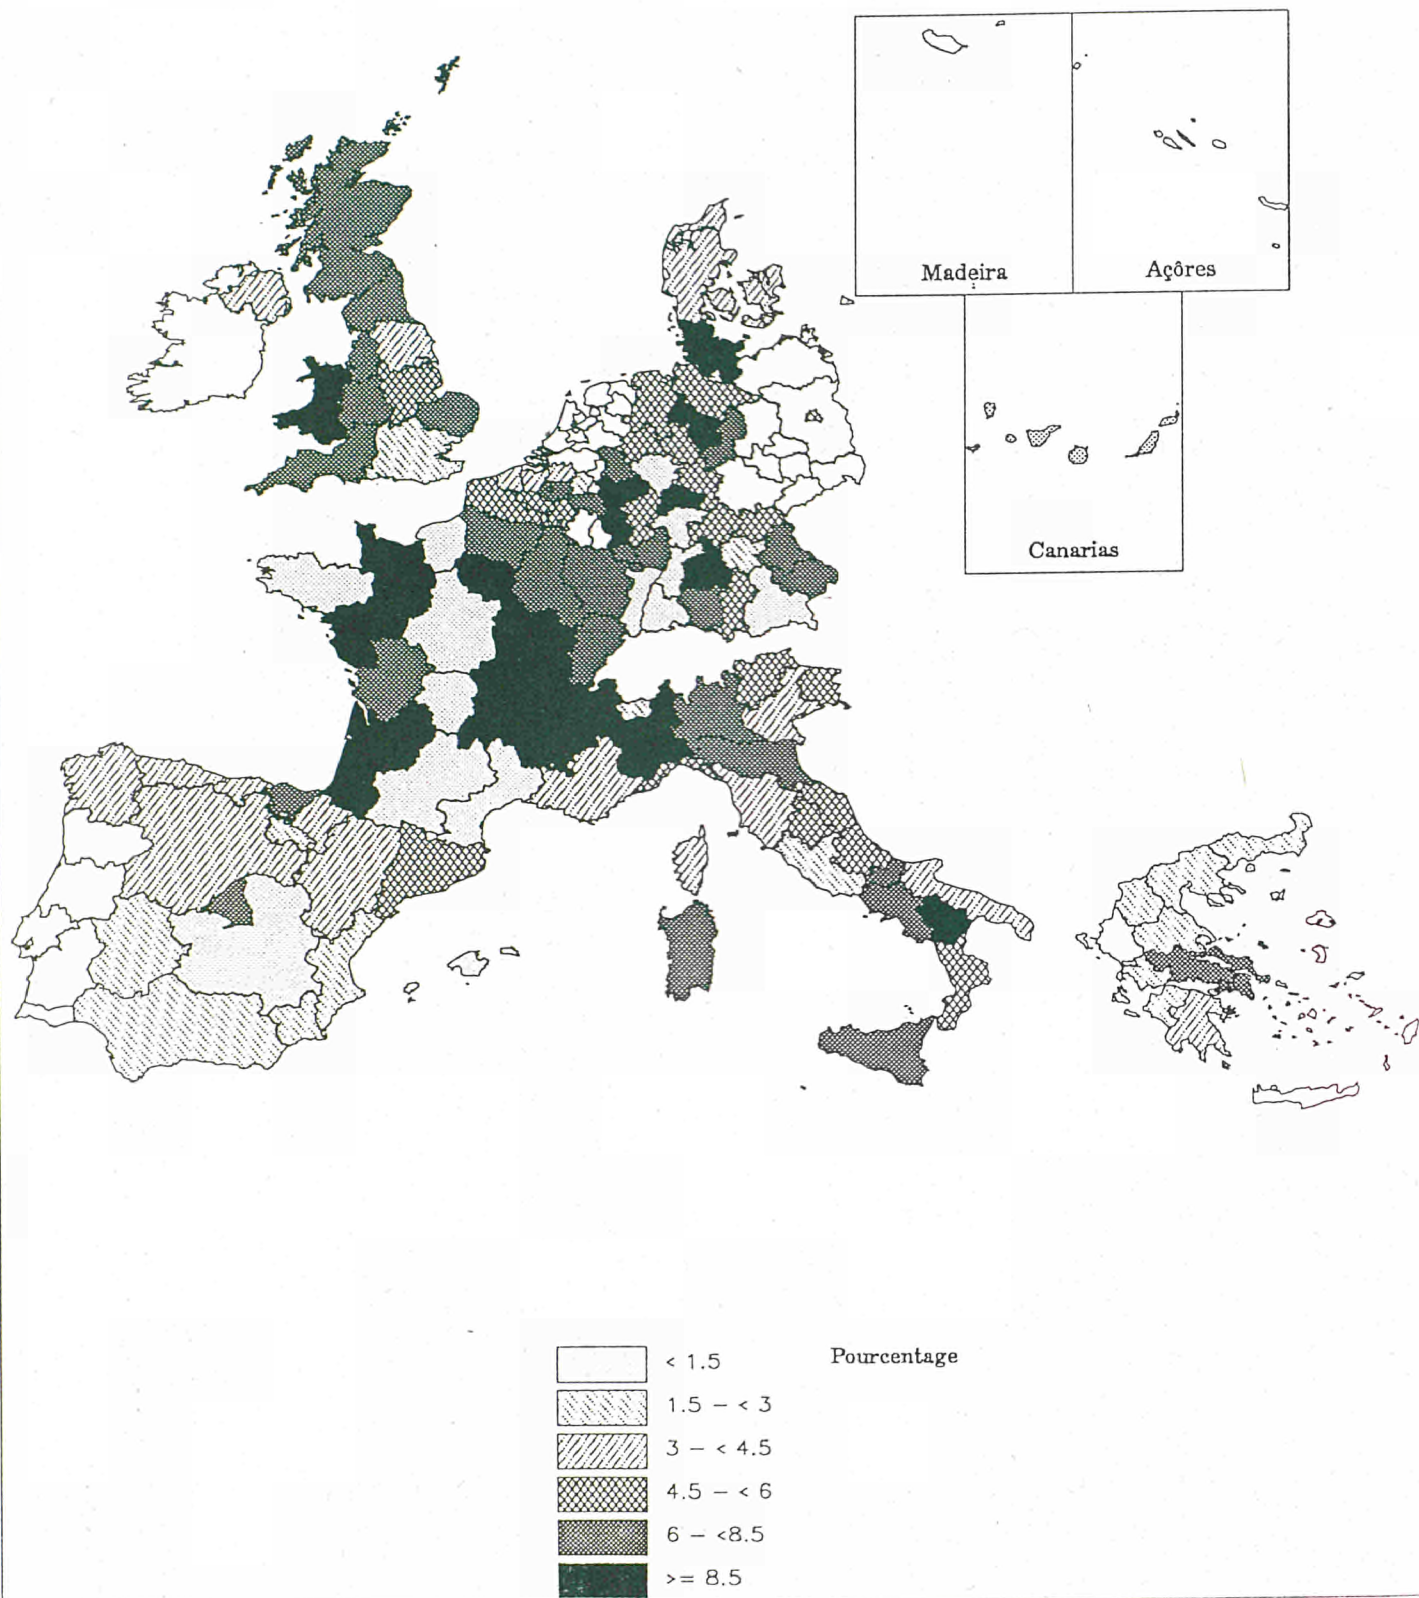 Madeira
Açôres
Canarias
Pourcentage
< 1.5
1.5 – < 3
3 – < 4.5
4.5 – < 6
6 – <8.5
>= 8.5